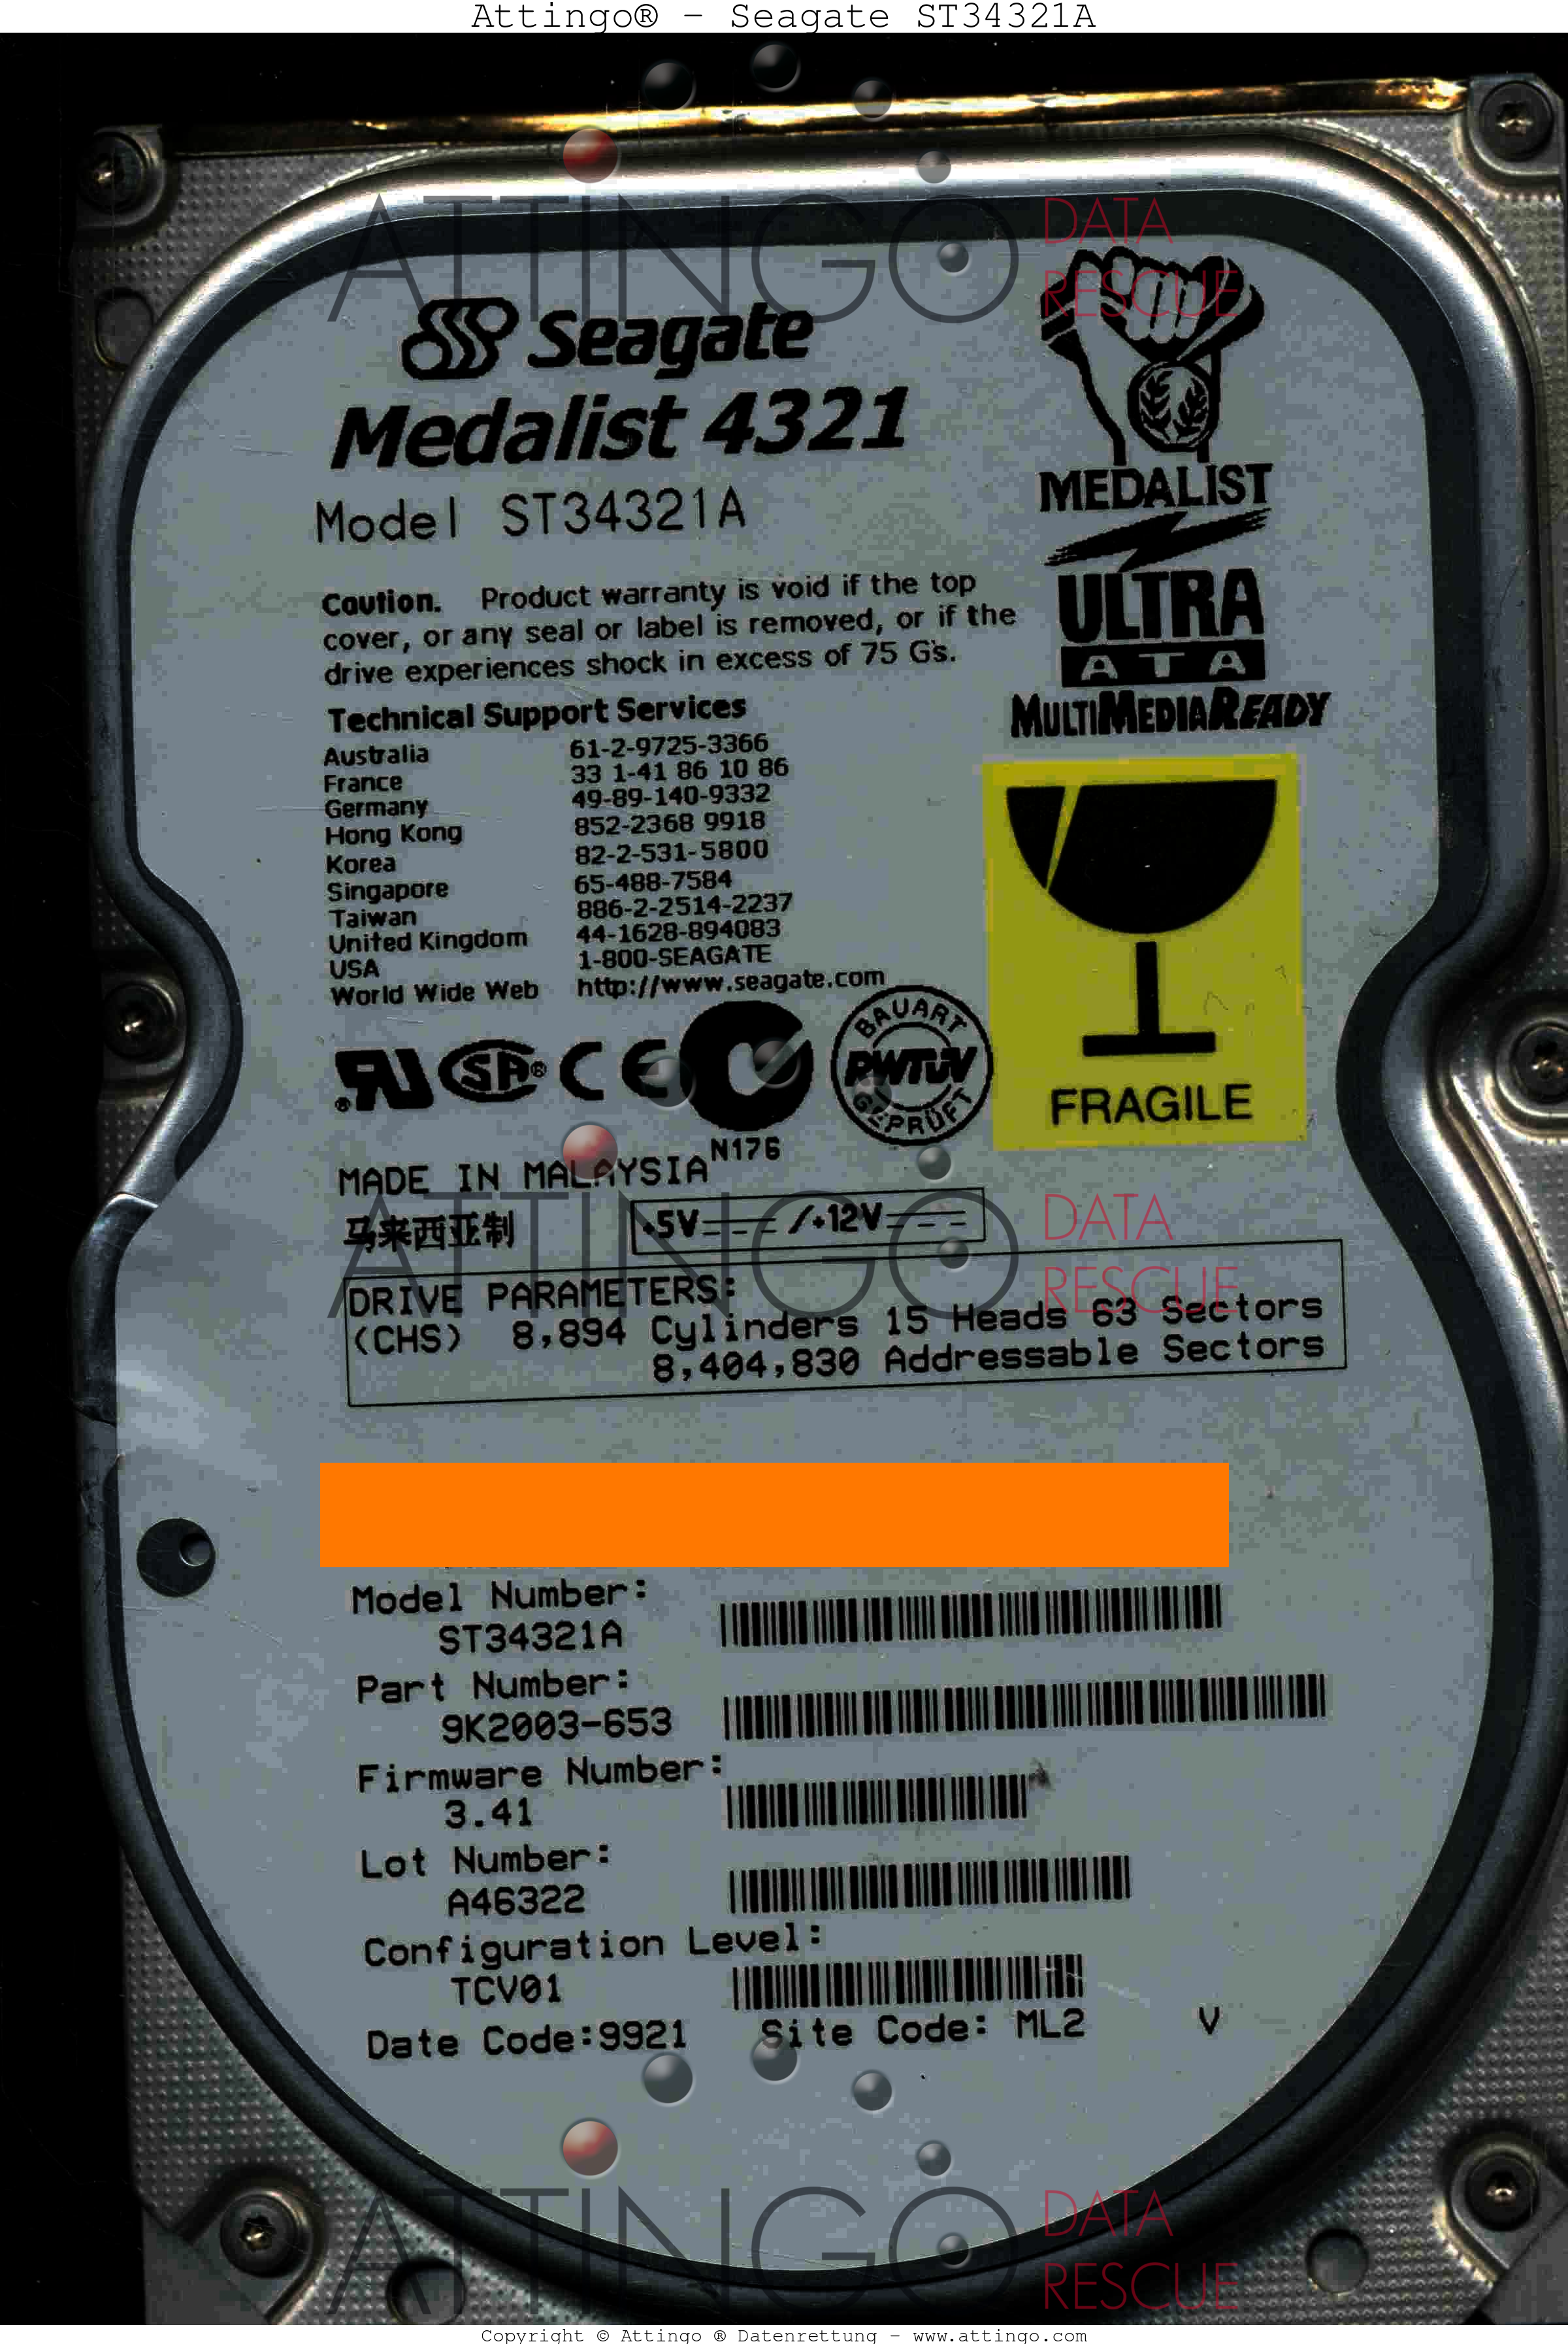 Attingo® - Seagate ST34321A
ATTINGO DATA RESCUE
Seagate
Medalist 4321
Model ST34321A
MEDALIST
ULTRA
ATA
MULTIMEDIAREADY
Caution. Product warranty is void if the top
cover, or any seal or label is removed, or if the
drive experiences shock in excess of 75 G's.
Technical Support Services
Australia 61-2-9725-3366
France 33 1-41 86 10 86
Germany 49-89-140-9332
Hong Kong 852-2368 9918
Korea 82-2-531-5800
Singapore 65-488-7584
Taiwan 886-2-2514-2237
United Kingdom 44-1628-894083
USA 1-800-SEAGATE
World Wide Web http://www.seagate.com
FRAGILE
SA® CE
BAUART
RWTÜV
GEPRÜFT
N176
MADE IN MALAYSIA
马来西亚制
+5V /+12V
ATTINGO DATA RESCUE
DRIVE PARAMETERS:
(CHS) 8,894 Cylinders 15 Heads 63 Sectors
8,404,830 Addressable Sectors
Model Number:
ST34321A
Part Number:
9K2003-653
Firmware Number:
3.41
Lot Number:
A46322
Configuration Level:
TCV01
Date Code:9921 Site Code: ML2 V
ATTINGO DATA RESCUE
Copyright © Attingo ® Datenrettung - www.attingo.com